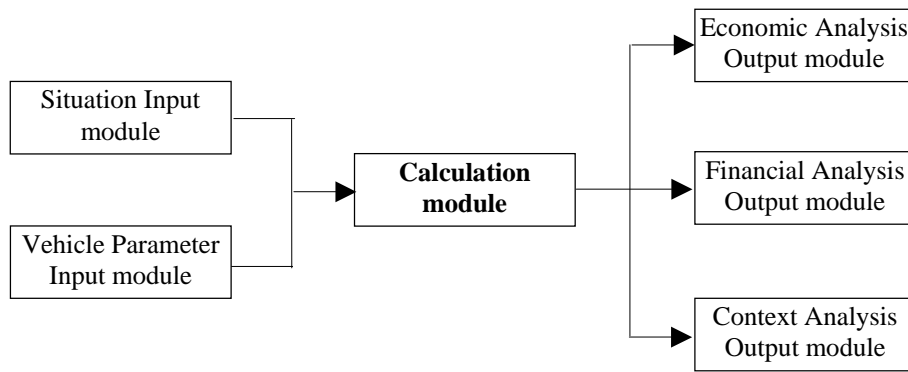 Situation Input
module
Vehicle Parameter
Input module
Calculation
module
Economic Analysis
Output module
Financial Analysis
Output module
Context Analysis
Output module